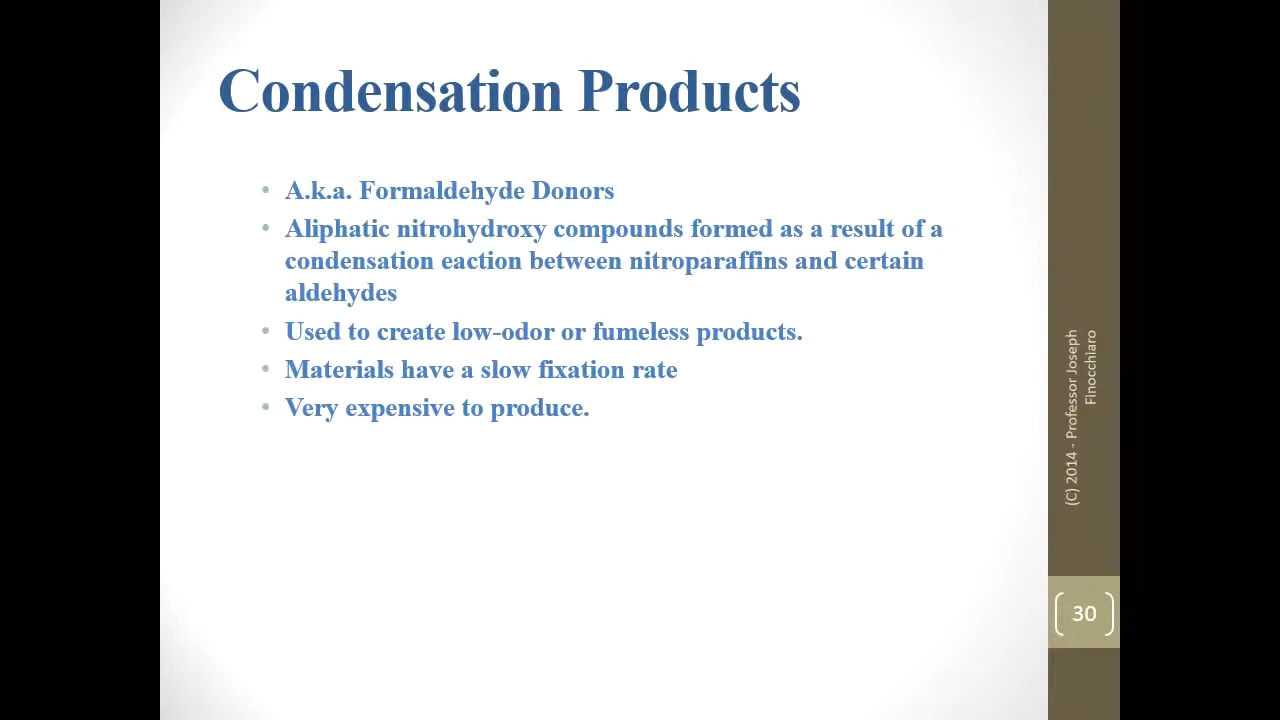 Condensation Products
• A.k.a. Formaldehyde Donors
• Aliphatic nitrohydroxy compounds formed as a result of a
condensation eaction between nitroparaffins and certain
aldehydes
• Used to create low-odor or fumeless products.
• Materials have a slow fixation rate
• Very expensive to produce.
(C) 2014 - Professor Joseph
Finocchiaro
30